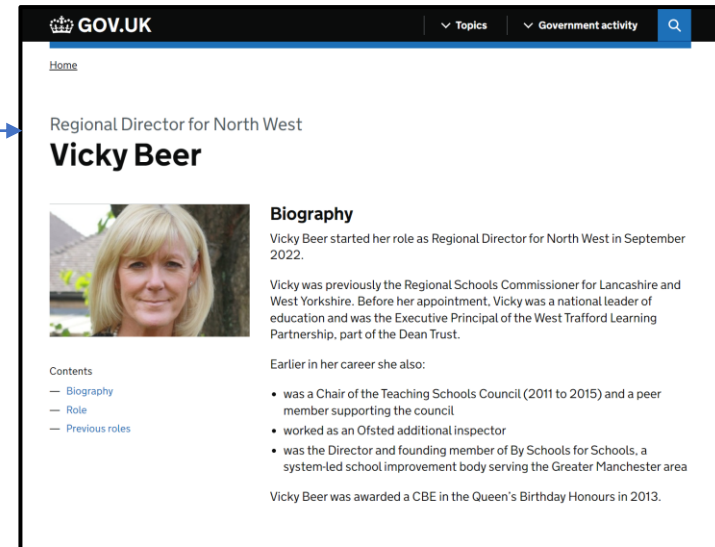 GOV.UK
Topics
Government activity
Home
Regional Director for North West
Vicky Beer
Biography
Vicky Beer started her role as Regional Director for North West in September
2022.
Vicky was previously the Regional Schools Commissioner for Lancashire and
West Yorkshire. Before her appointment, Vicky was a national leader of
education and was the Executive Principal of the West Trafford Learning
Partnership, part of the Dean Trust.
Earlier in her career she also:
• was a Chair of the Teaching Schools Council (2011 to 2015) and a peer
member supporting the council
• worked as an Ofsted additional inspector
• was the Director and founding member of By Schools for Schools, a
system-led school improvement body serving the Greater Manchester area
Vicky Beer was awarded a CBE in the Queen's Birthday Honours in 2013.
Contents
— Biography
— Role
— Previous roles